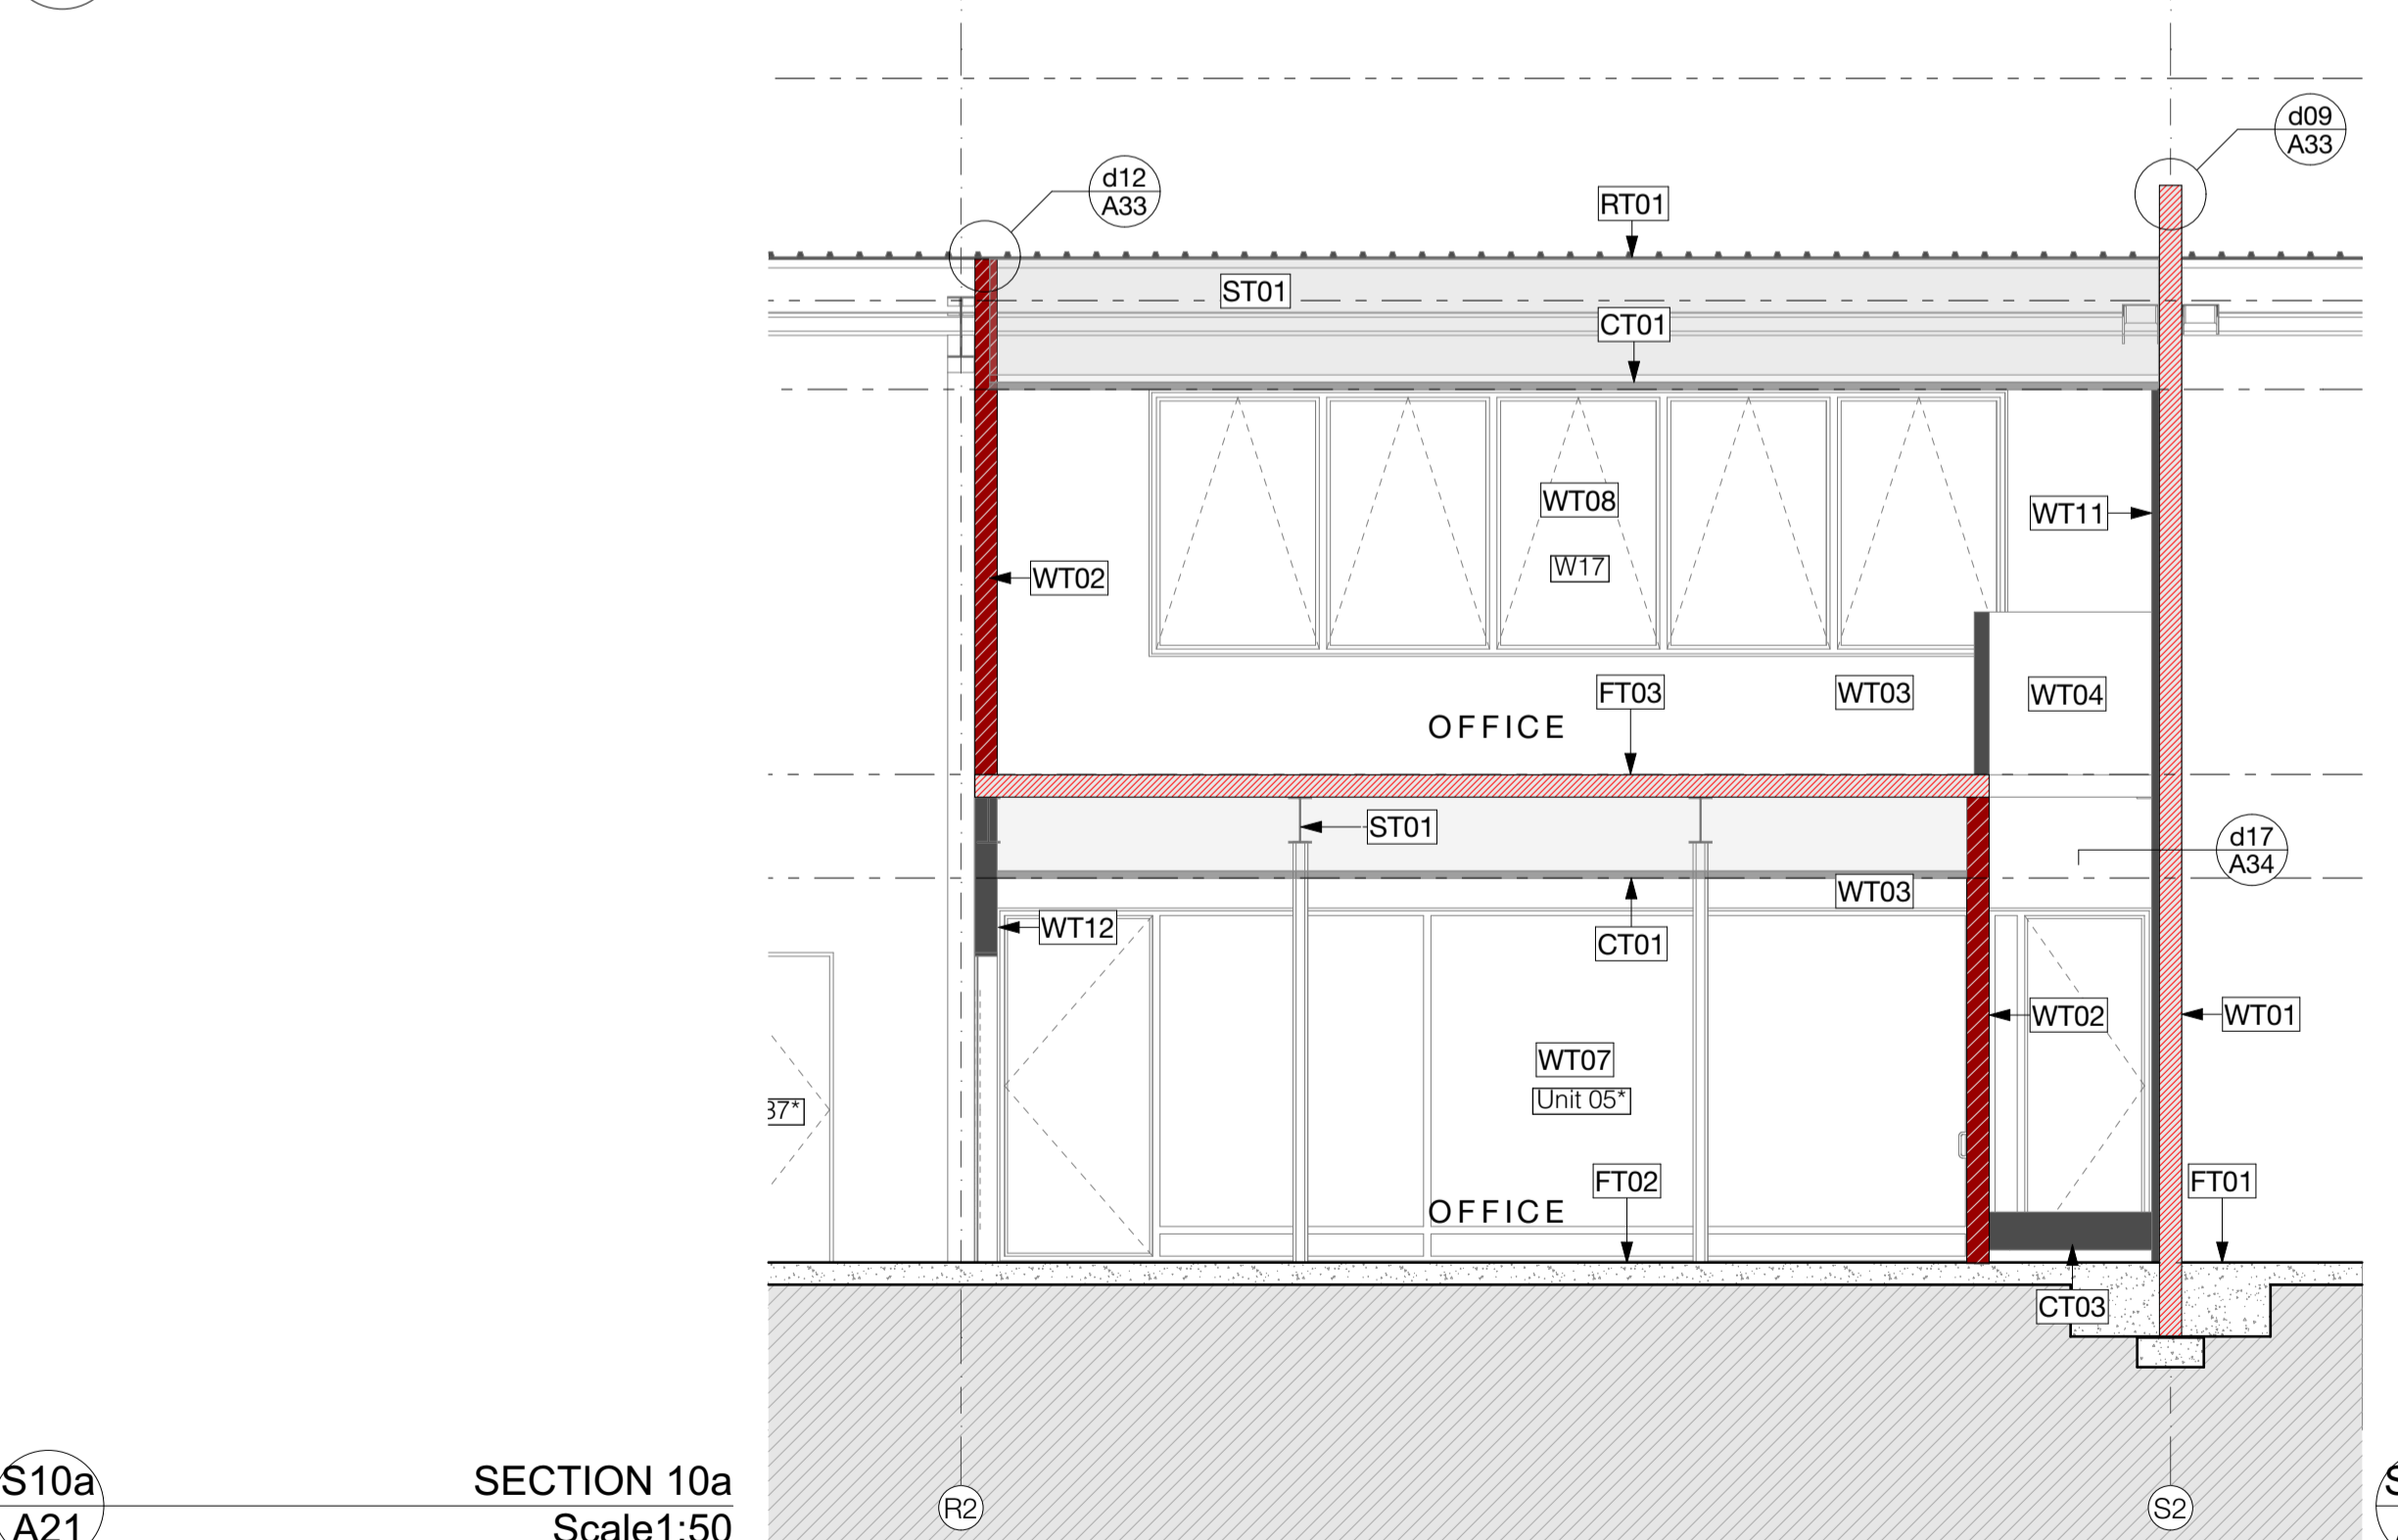 d09
A33
d12
A33
RT01
ST01
CT01
WT08
WT11
W17
WT02
FT03
WT03
WT04
OFFICE
ST01
d17
A34
WT03
WT12
CT01
WT02
WT01
WT07
Unit 05*
37*
FT02
FT01
OFFICE
CT03
S10a
A21
SECTION 10a
Scale1:50
R2
S2